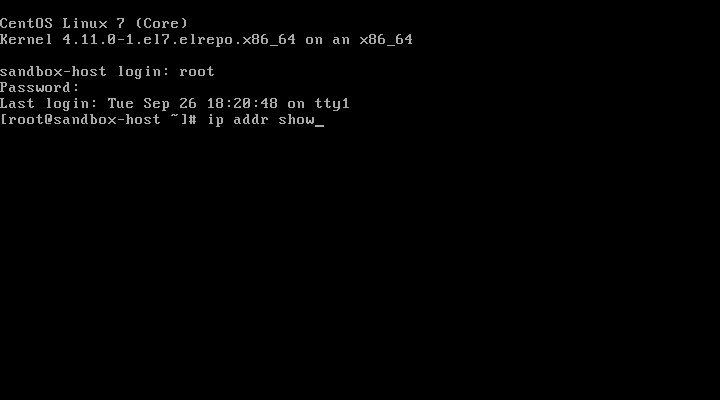 CentOS Linux 7 (Core)
Kernel 4.11.0-1.el7.elrepo.x86_64 on an x86_64
sandbox-host login: root
Password:
Last login: Tue Sep 26 18:20:48 on tty1
[root@sandbox-host ~]# ip addr show_